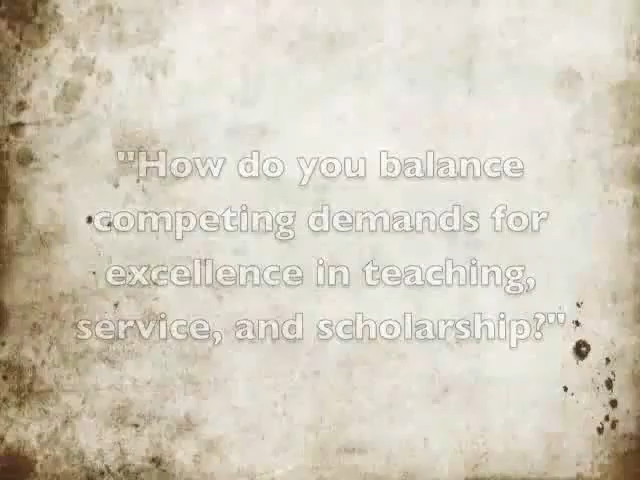 "How do you balance
competing demands for
excellence in teaching,
service, and scholarship?"